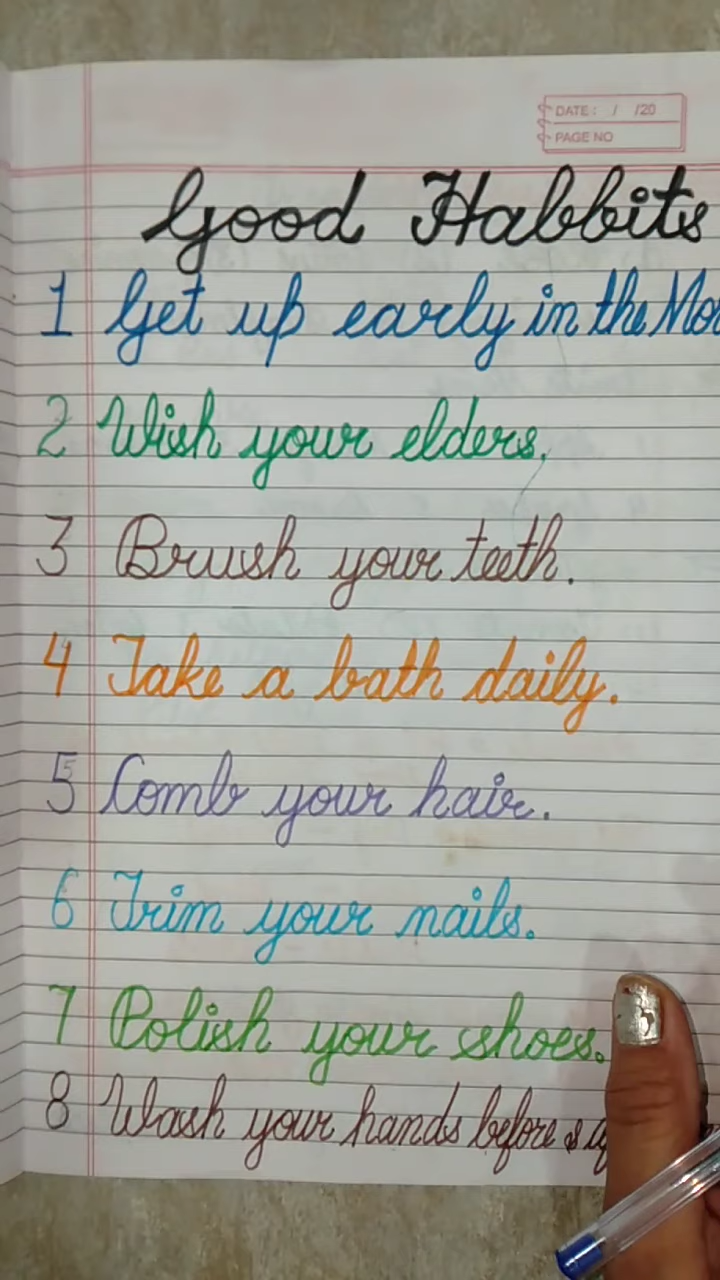 DATE : / /20
PAGE NO
Good Habbits
1 Get up early in the Mor
2 Wish your elders.
3 Brush your teeth.
4 Take a bath daily.
5 Comb your hair.
6 Trim your nails.
7 Polish your shoes.
8 Wash your hands before &